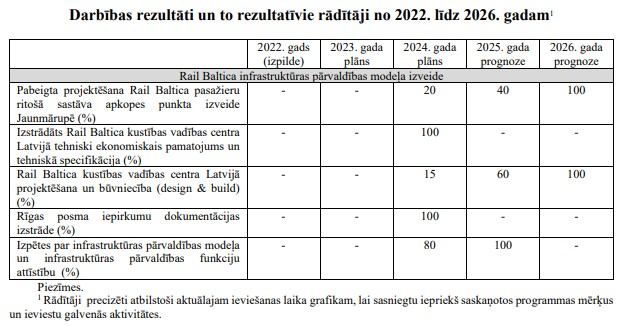 Darbības rezultāti un to rezultatīvie rādītāji no 2022. līdz 2026. gadam¹
2022. gads (izpilde) 2023. gada plāns 2024. gada plāns 2025. gada prognoze 2026. gada prognoze
Rail Baltica infrastruktūras pārvaldības modeļa izveide
Pabeigta projektēšana Rail Baltica pasažieru - - 20 40 100
ritošā sastāva apkopes punkta izveide
Jaunmārupē (%)
Izstrādāts Rail Baltica kustības vadības centra - - 100 - -
Latvijā tehniski ekonomiskais pamatojums un
tehniskā specifikācija (%)
Rail Baltica kustības vadības centra Latvijā - - 15 60 100
projektēšana un būvniecība (design & build)
(%)
Rīgas posma iepirkumu dokumentācijas - - 100 - -
izstrāde (%)
Izpētes par infrastruktūras pārvaldības modeļa - - 80 100 -
un infrastruktūras pārvaldības funkciju
attīstību (%)
Piezīmes.
¹ Rādītāji precizēti atbilstoši aktuālajam ieviešanas laika grafikam, lai sasniegtu iepriekš saskaņotos programmas mērķus
un ieviestu galvenās aktivitātes.